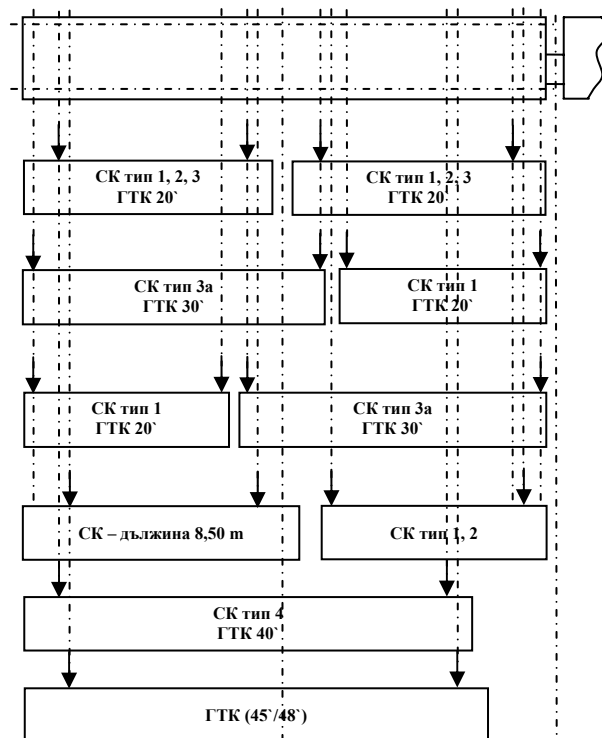 СК тип 1, 2, 3
ГТК 20`
СК тип 1, 2, 3
ГТК 20`
СК тип 3а
ГТК 30`
СК тип 1
ГТК 20`
СК тип 1
ГТК 20`
СК тип 3а
ГТК 30`
СК – дължина 8,50 m
СК тип 1, 2
СК тип 4
ГТК 40`
ГТК (45`/48`)